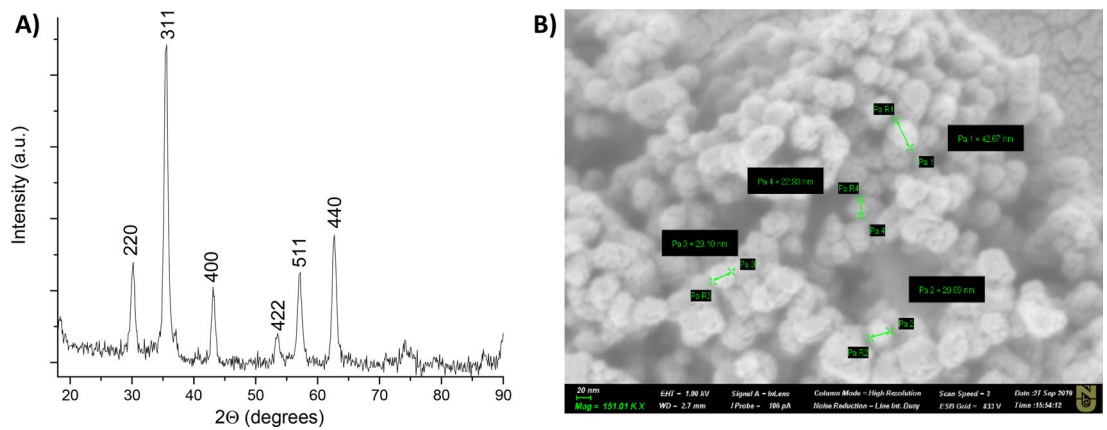 A)
Intensity (a.u.)
220
311
400
422
511
440
20 30 40 50 60 70 80 90
2Θ (degrees)
B)
Pa R1
Pa 1
Pa 1 = 42.67 nm
Pa 4 = 22.93 nm
Pa R4
Pa 4
Pa 3 = 29.10 nm
Pa 3
Pa R3
Pa 2 = 29.69 nm
Pa 2
Pa R2
20 nm
Mag = 151.01 K X
EHT = 1.00 kV
WD = 2.7 mm
Signal A = InLens
I Probe = 100 pA
Column Mode = High Resolution
Noise Reduction = Line Int. Busy
Scan Speed = 3
ESB Grid = 833 V
Date :27 Sep 2019
Time :15:54:12